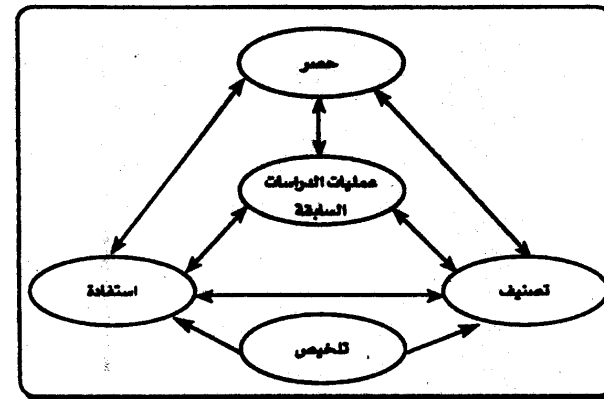 حصر
عمليات الدراسات
السابقة
تصنيف
استفادة
تلخيص